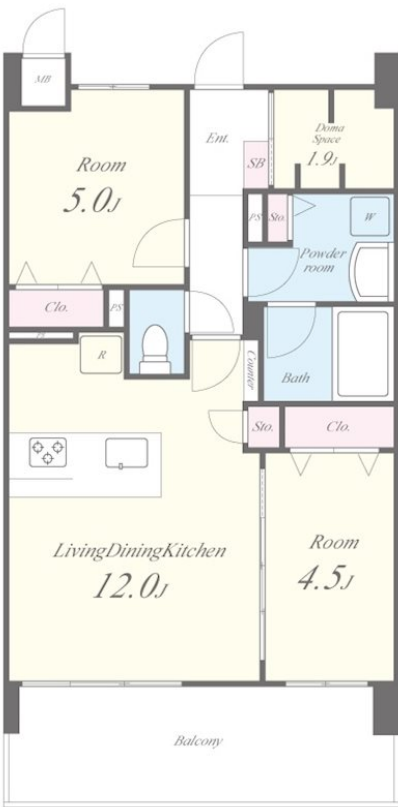 MB
Ent.
Doma
Space
1.9J
Room
5.0J
SB
PS
Sto.
W
Powder
room
Clo.
PS
PS
R
Counter
Bath
Sto.
Clo.
LivingDiningKitchen
12.0J
Room
4.5J
Balcony